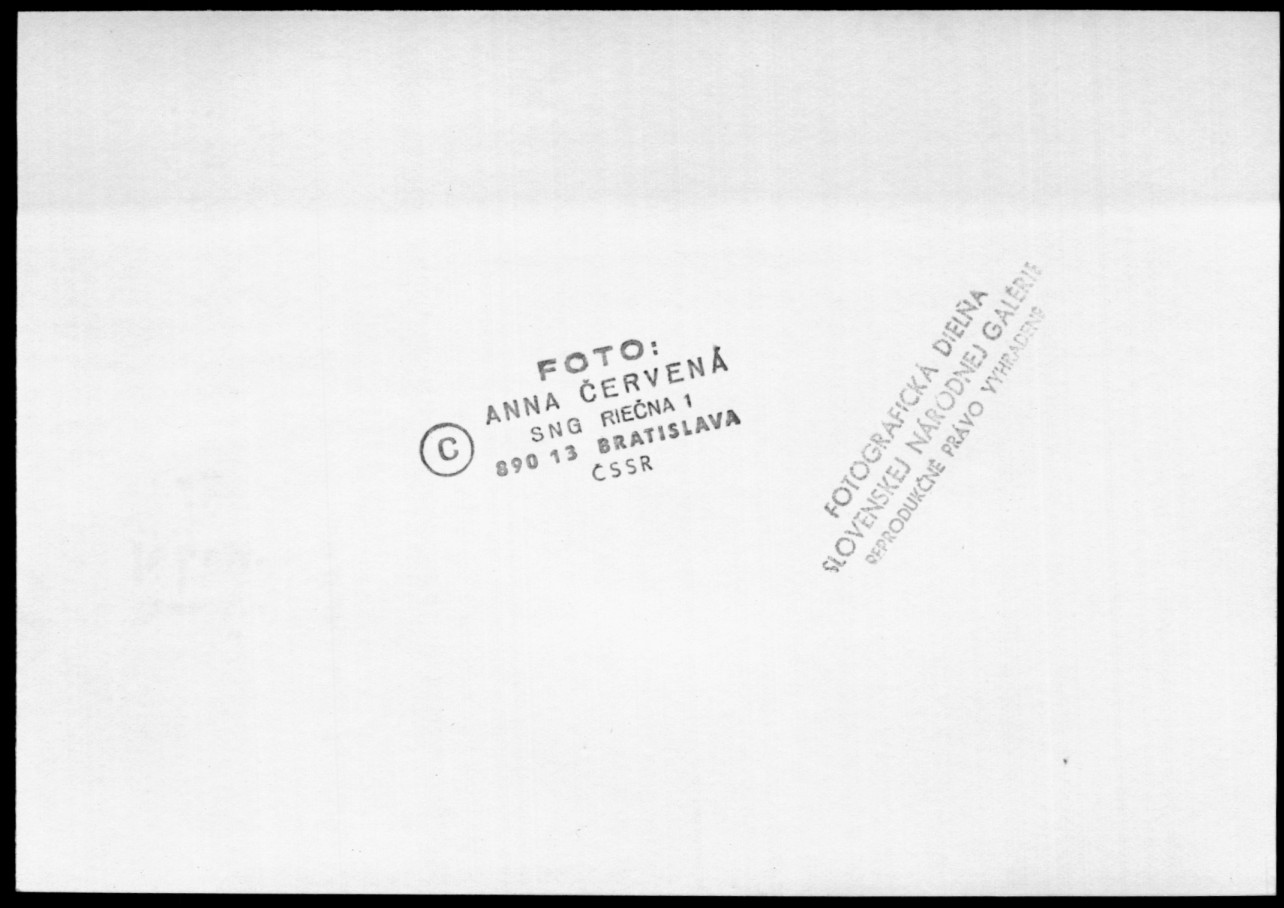 FOTO:
ANNA ČERVENÁ
SNG RIEČNA 1
© 890 13 BRATISLAVA
ČSSR
FOTOGRAFICKÁ DIELŇA
SLOVENSKEJ NÁRODNEJ GALÉRIE
REPRODUKČNÉ PRÁVO VYHRADENÉ